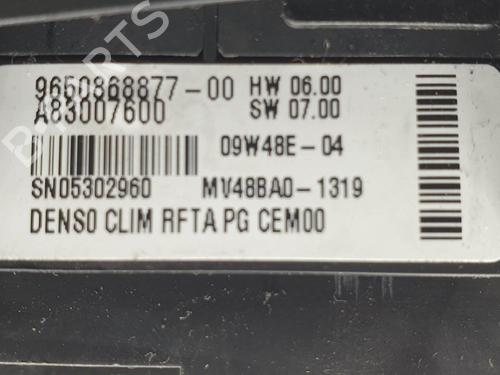 9650868877-00 HW 06.00
A83007600 SW 07.00
09W48E-04
SN05302960 MV48BA0-1319
DENSO CLIM RFTA PG CEM00